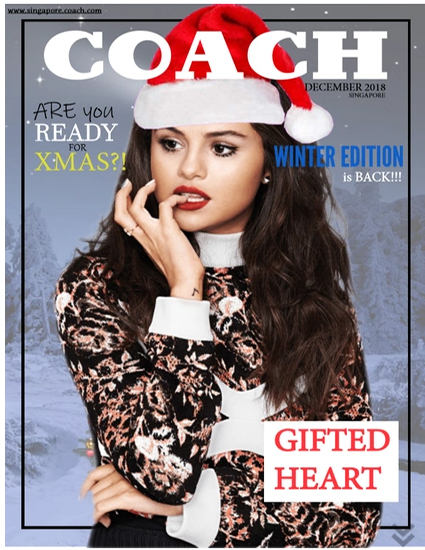 www.singapore.coach.com
COACH
DECEMBER 2018
SINGAPORE
ARE you
READY
FOR
XMAS?!
WINTER EDITION
is BACK!!!
GIFTED
HEART